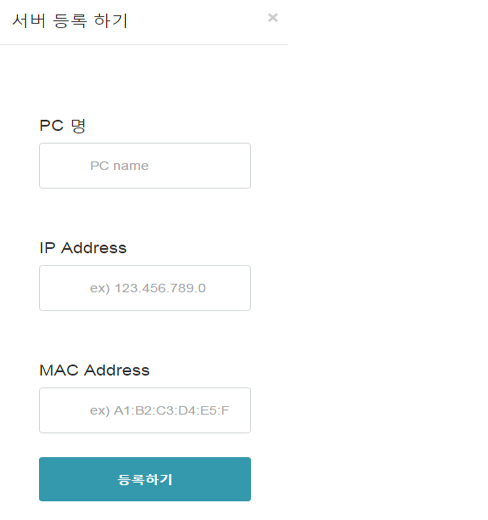 서버 등록 하기
×
PC 명
PC name
IP Address
ex) 123.456.789.0
MAC Address
ex) A1:B2:C3:D4:E5:F
등록하기